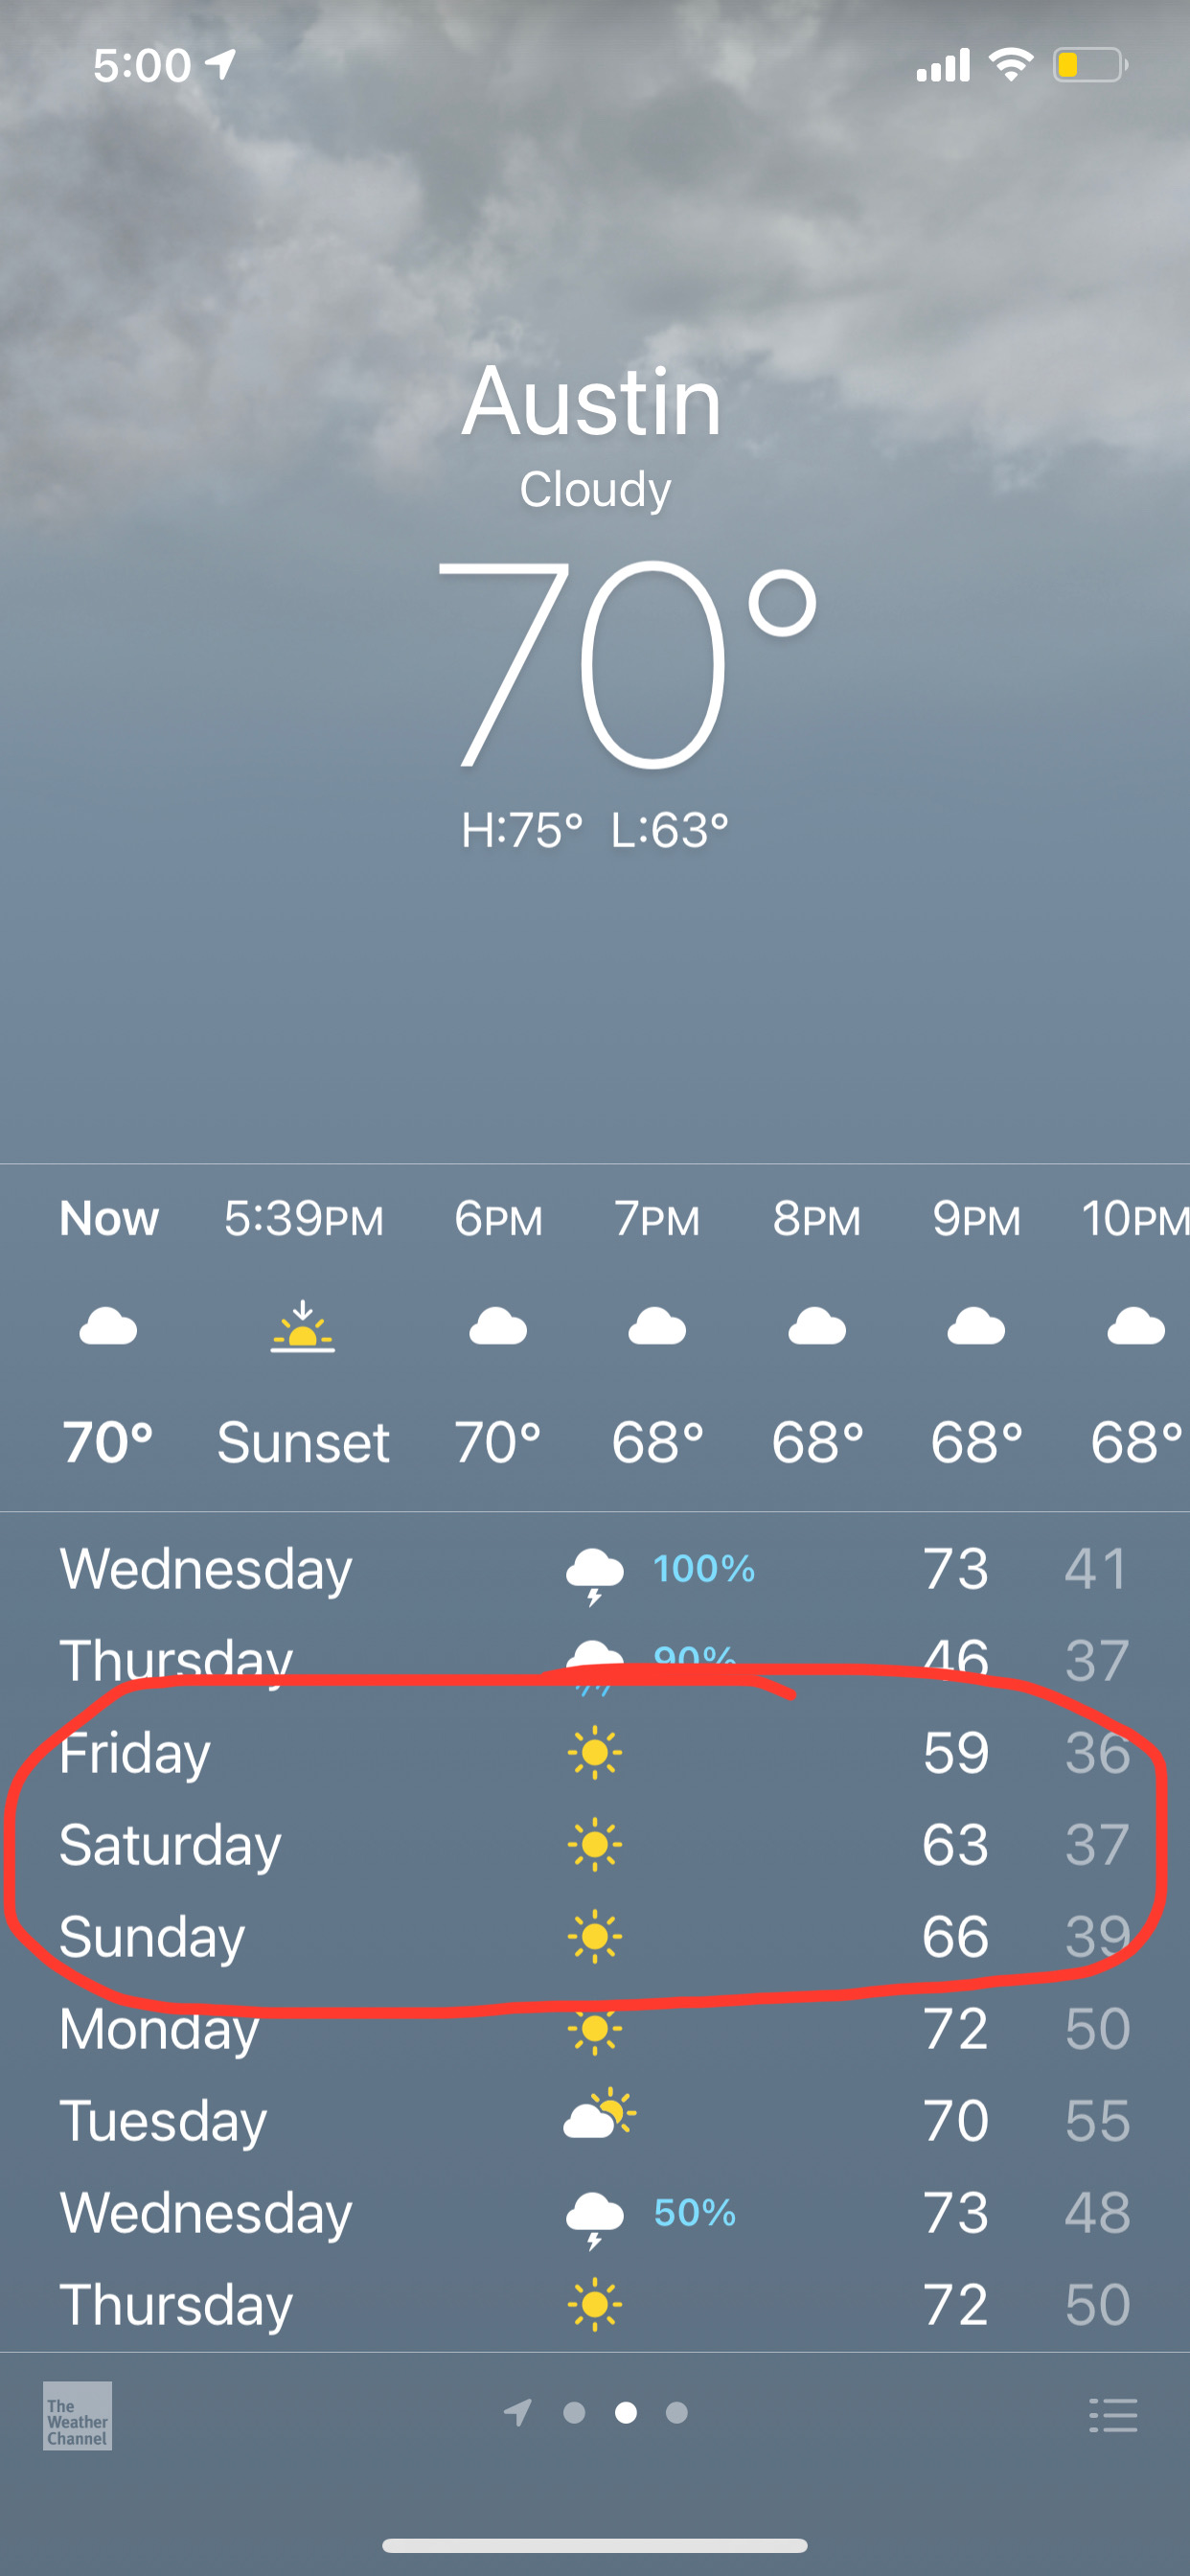 5:00
Austin
Cloudy
70°
H:75° L:63°
Now 5:39PM 6PM 7PM 8PM 9PM 10PM
70° Sunset 70° 68° 68° 68° 68°
Wednesday 100% 73 41
Thursday 90% 46 37
Friday 59 36
Saturday 63 37
Sunday 66 39
Monday 72 50
Tuesday 70 55
Wednesday 50% 73 48
Thursday 72 50
The
Weather
Channel